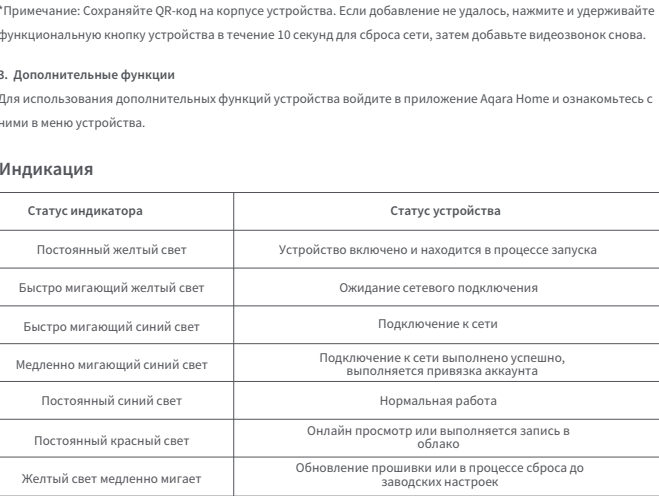 *Примечание: Сохраняйте QR-код на корпусе устройства. Если добавление не удалось, нажмите и удерживайте
функциональную кнопку устройства в течение 10 секунд для сброса сети, затем добавьте видеозвонок снова.
3. Дополнительные функции
Для использования дополнительных функций устройства войдите в приложение Aqara Home и ознакомьтесь с
ними в меню устройства.
Индикация
Статус индикатора Статус устройства
Постоянный желтый свет Устройство включено и находится в процессе запуска
Быстро мигающий желтый свет Ожидание сетевого подключения
Быстро мигающий синий свет Подключение к сети
Медленно мигающий синий свет Подключение к сети выполнено успешно,
выполняется привязка аккаунта
Постоянный синий свет Нормальная работа
Постоянный красный свет Онлайн просмотр или выполняется запись в
облако
Желтый свет медленно мигает Обновление прошивки или в процессе сброса до
заводских настроек